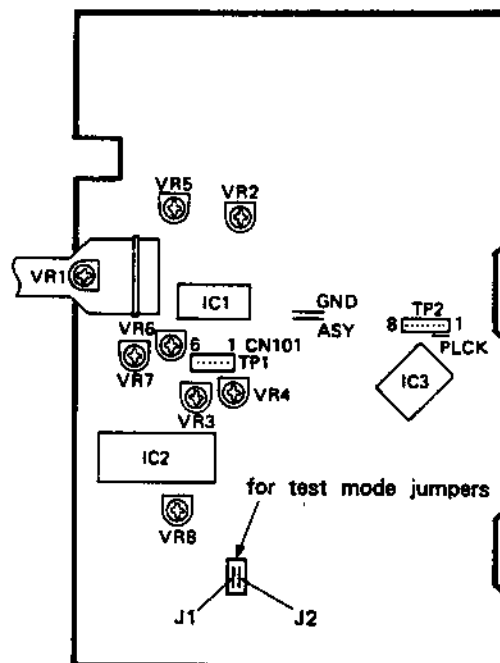 VR5
VR2
VR1
IC1
GND
ASY
TP2
8 1
PLCK
VR6
6 1 CN101
TP1
VR7
IC3
VR3
VR4
IC2
for test mode jumpers
VR8
J1
J2